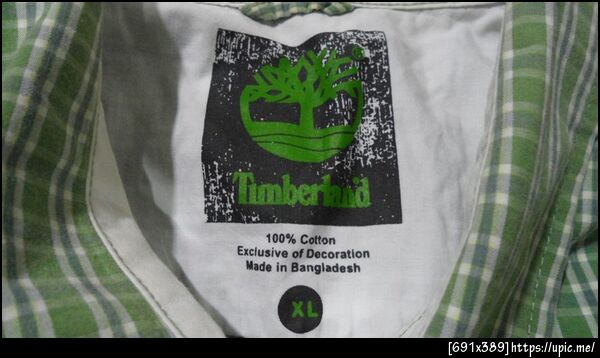 ®
Timberland
100% Cotton
Exclusive of Decoration
Made in Bangladesh
XL
[691x389]https://upic.me/